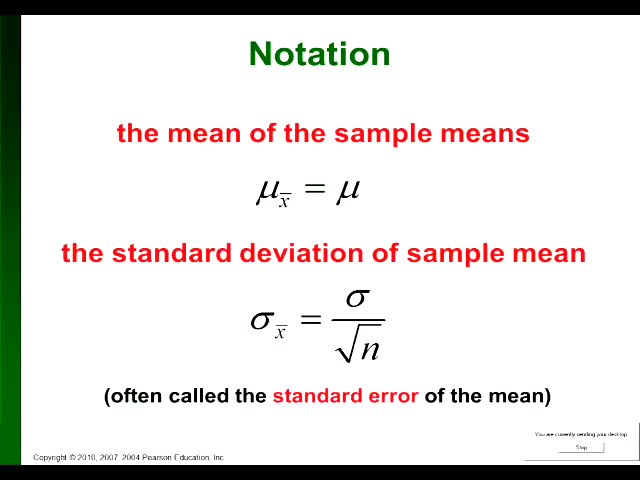 Notation
the mean of the sample means
μx̅ = μ
the standard deviation of sample mean
σx̅ = σ/√n
(often called the standard error of the mean)
You are currently sending your desktop.
Stop
Copyright © 2010, 2007, 2004 Pearson Education, Inc